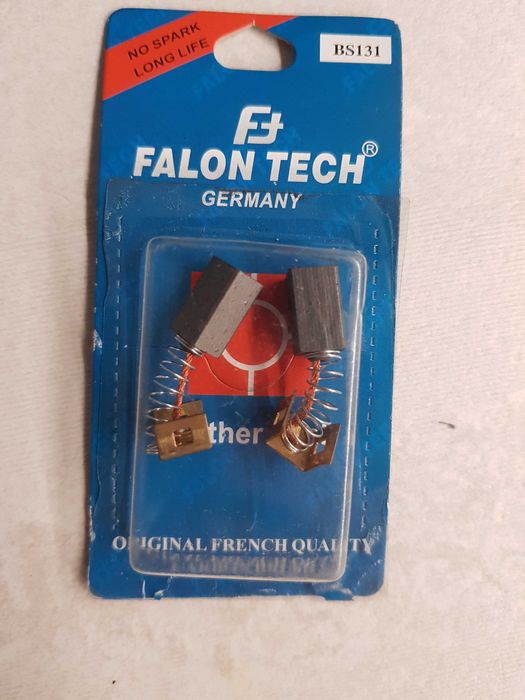 NO SPARK
LONG LIFE
BS131
FALON TECH®
GERMANY
ther
ORIGINAL FRENCH QUALITY